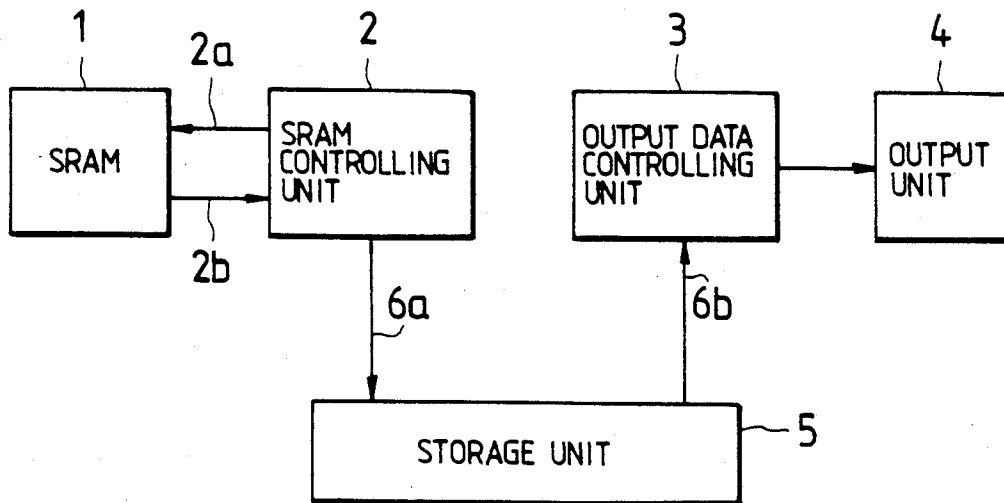 1
2a
2
3
4
SRAM
SRAM
CONTROLLING
UNIT
OUTPUT DATA
CONTROLLING
UNIT
OUTPUT
UNIT
2b
6a
6b
STORAGE UNIT
5